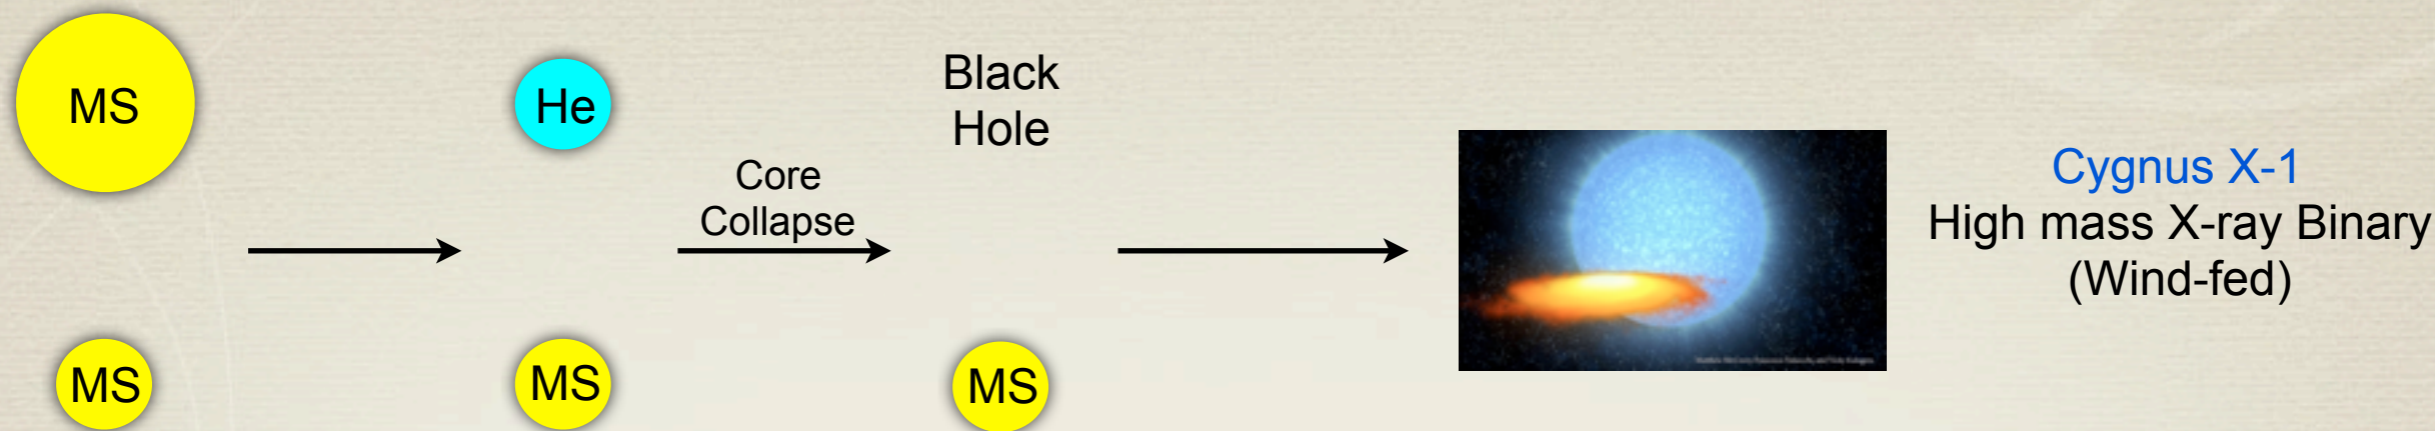 MS
He
Black
Hole
Core
Collapse
Cygnus X-1
High mass X-ray Binary
(Wind-fed)
MS
MS
MS